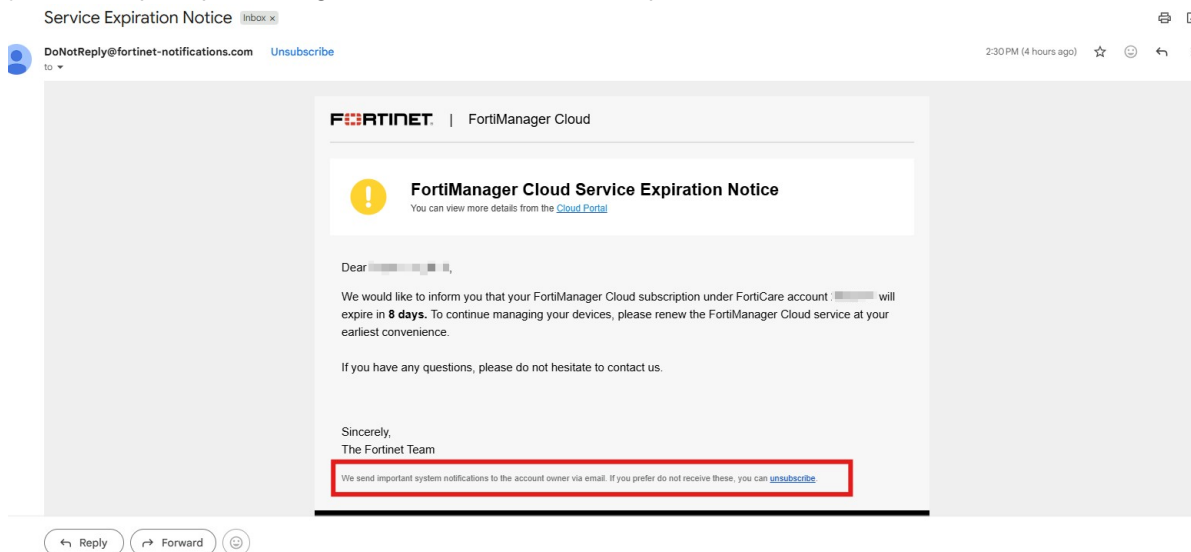 Service Expiration Notice Inbox x
DoNotReply@fortinet-notifications.com Unsubscribe 2:30 PM (4 hours ago)
to
FORTINET | FortiManager Cloud
FortiManager Cloud Service Expiration Notice
You can view more details from the Cloud Portal
Dear ,
We would like to inform you that your FortiManager Cloud subscription under FortiCare account : will
expire in 8 days. To continue managing your devices, please renew the FortiManager Cloud service at your
earliest convenience.
If you have any questions, please do not hesitate to contact us.
Sincerely,
The Fortinet Team
We send important system notifications to the account owner via email. If you prefer do not receive these, you can unsubscribe.
Reply Forward